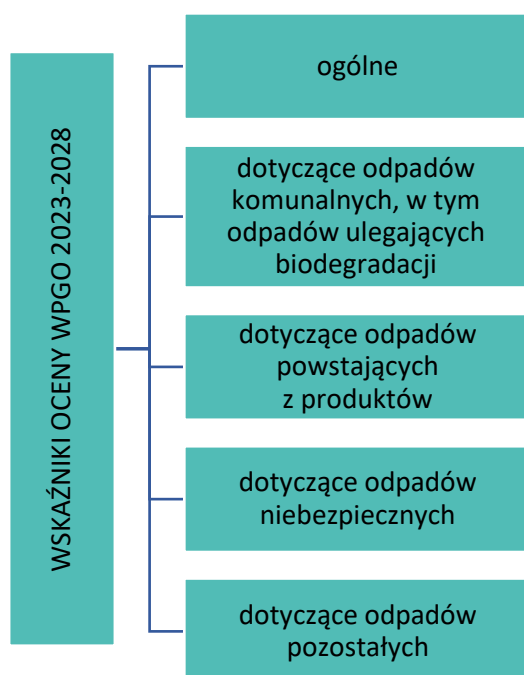 WSKAŹNIKI OCENY WPGO 2023-2028
ogólne
dotyczące odpadów
komunalnych, w tym
odpadów ulegających
biodegradacji
dotyczące odpadów
powstających
z produktów
dotyczące odpadów
niebezpiecznych
dotyczące odpadów
pozostałych